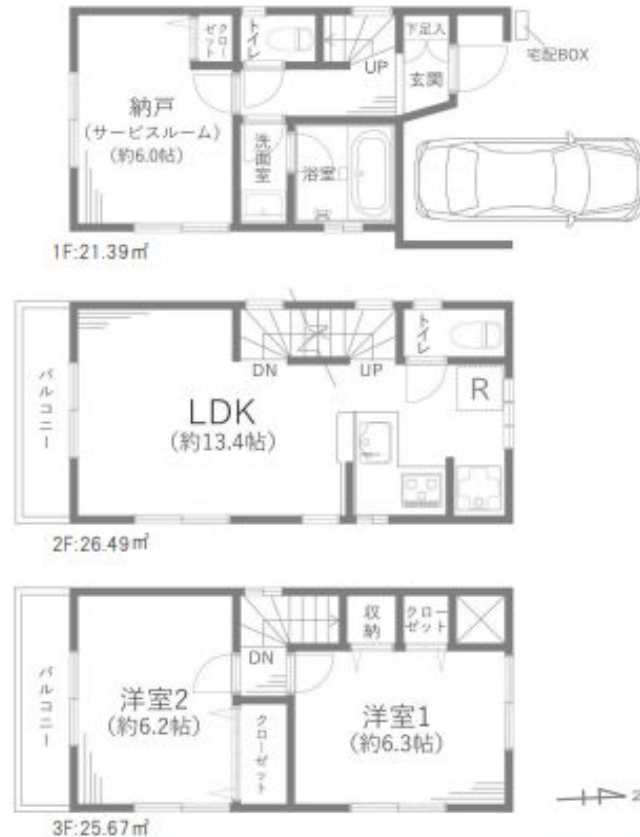 クローゼット
トイレ
UP
下足入
玄関
宅配BOX
納戸
(サービスルーム)
(約6.0帖)
洗面室
浴室
1F:21.39㎡
バルコニー
DN
UP
トイレ
R
LDK
(約13.4帖)
2F:26.49㎡
バルコニー
DN
収納
クローゼット
洋室2
(約6.2帖)
クローゼット
洋室1
(約6.3帖)
N
3F:25.67㎡